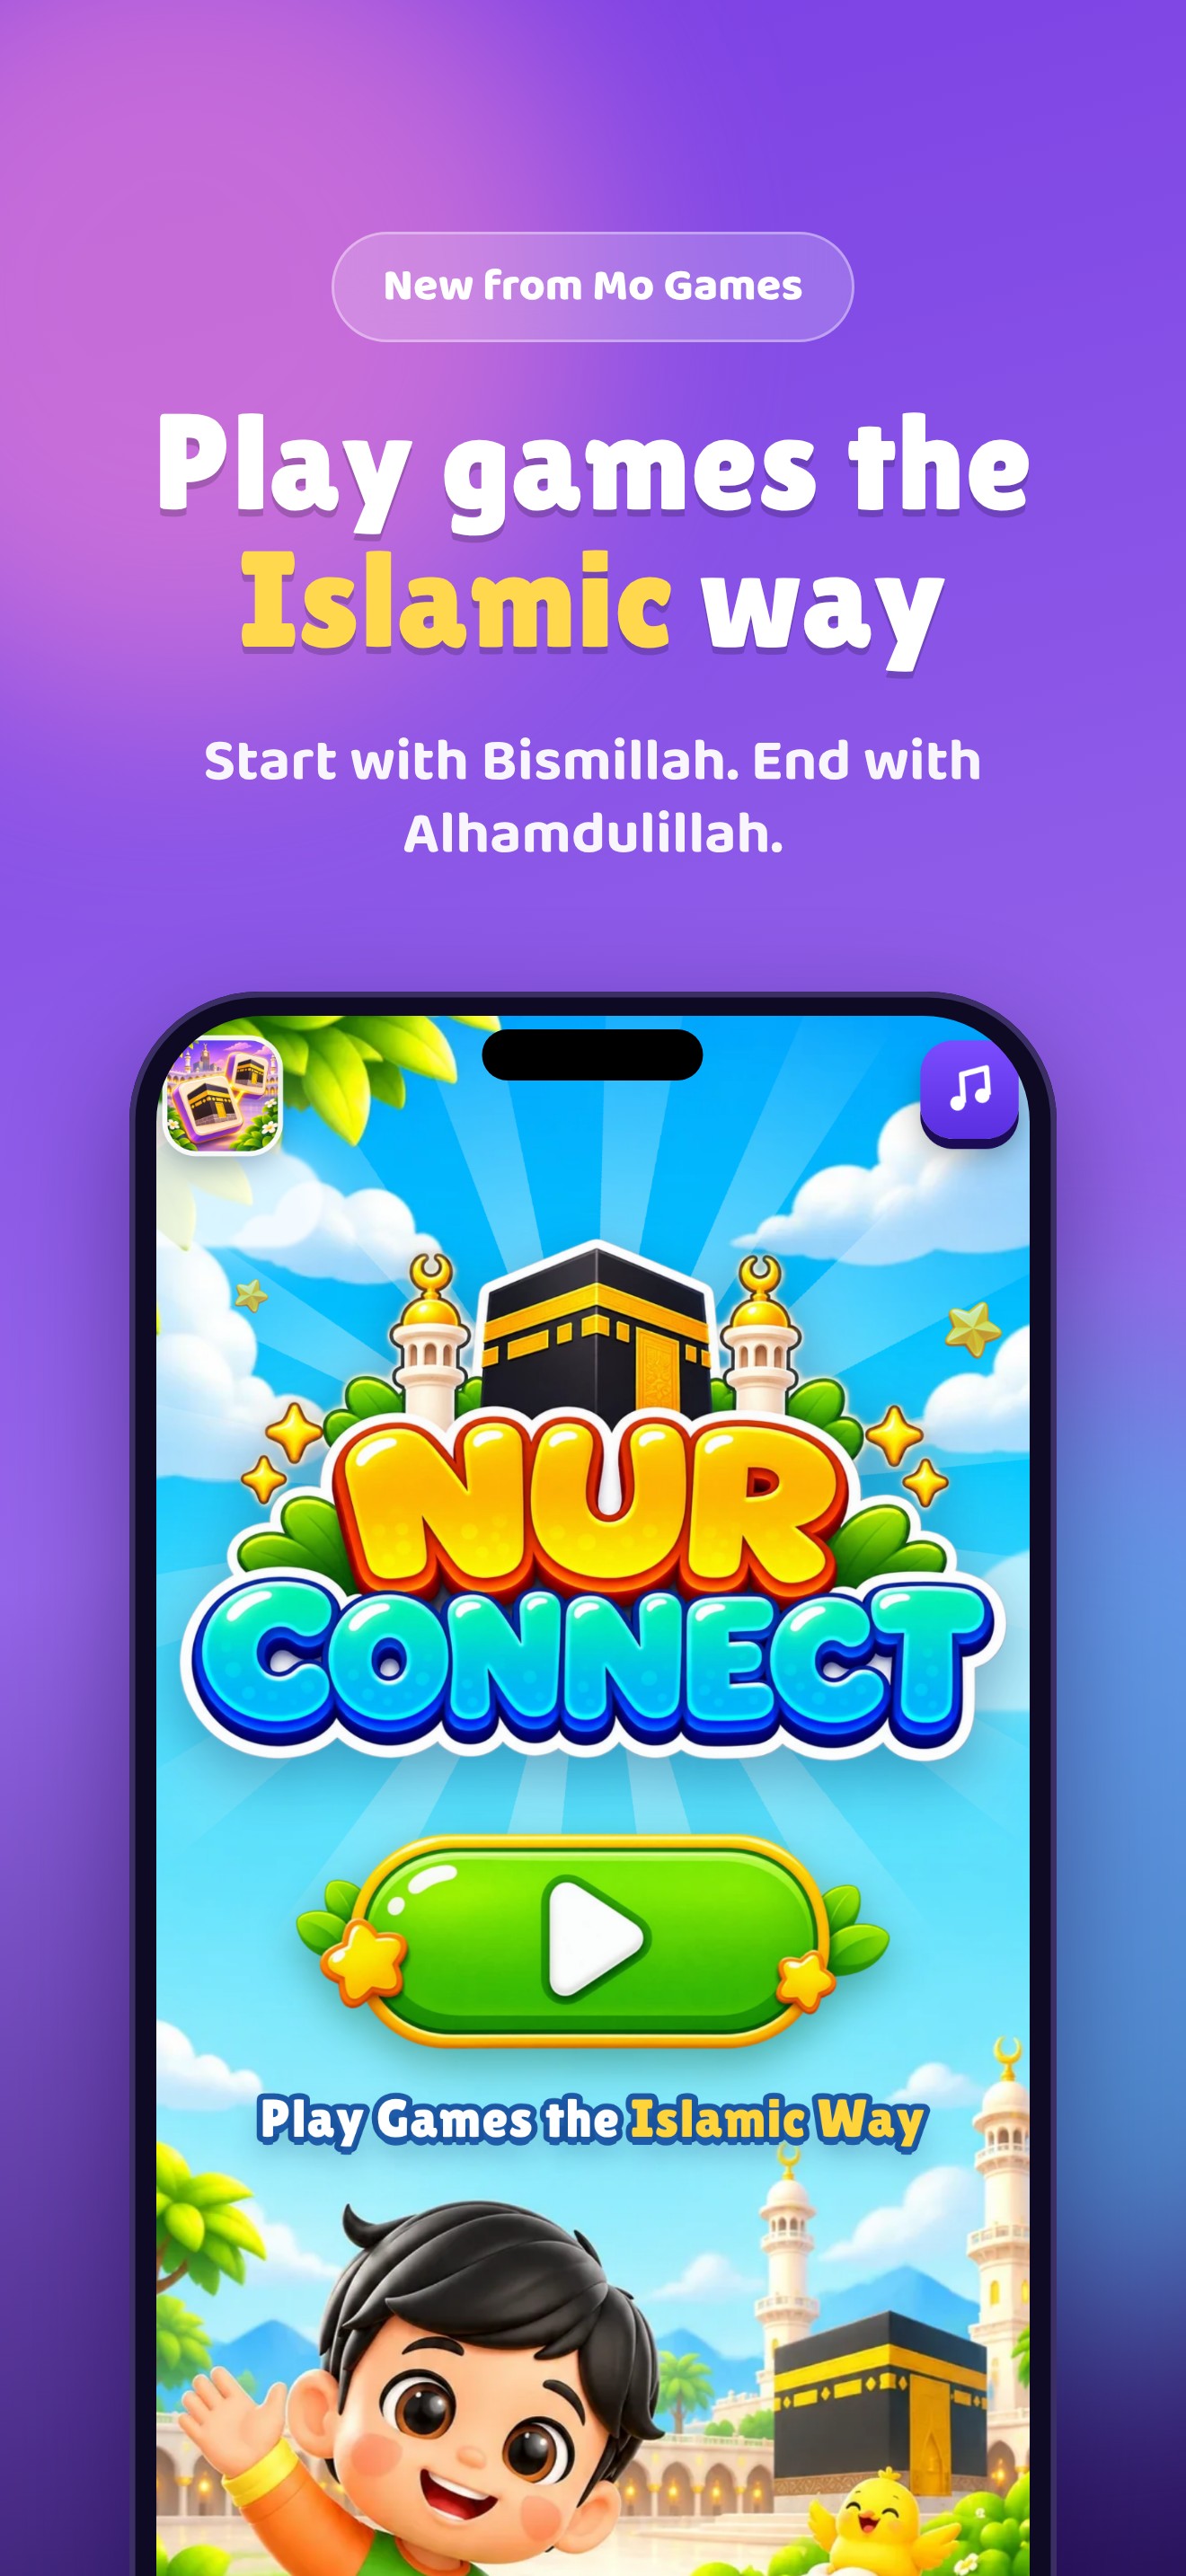 New from Mo Games
Play games the
Islamic way
Start with Bismillah. End with
Alhamdulillah.
NUR
CONNECT
Play Games the Islamic Way